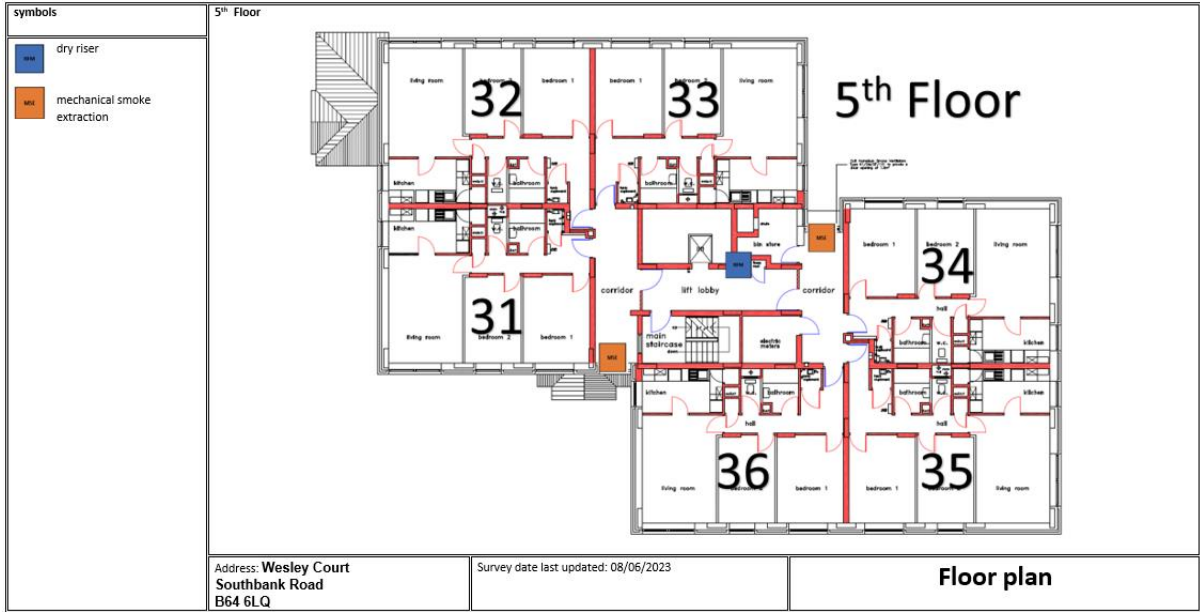 symbols
5th Floor
dry riser
MSE
mechanical smoke
extraction
5th Floor
living room
bedroom 1
bedroom 1
living room
32
33
kitchen
bathroom
bathroom
kitchen
kitchen
bathroom
bin store
MSE
bedroom 1
bedroom 2
living room
34
corridor
lift lobby
corridor
hall
31
main
staircase
electric
meters
bathroom
w.c.
kitchen
living room
bedroom 2
bedroom 1
MSE
kitchen
bathroom
bathroom
w.c.
kitchen
hall
hall
36
35
living room
bedroom 1
bedroom 1
living room
Address: Wesley Court
Southbank Road
B64 6LQ
Survey date last updated: 08/06/2023
Floor plan